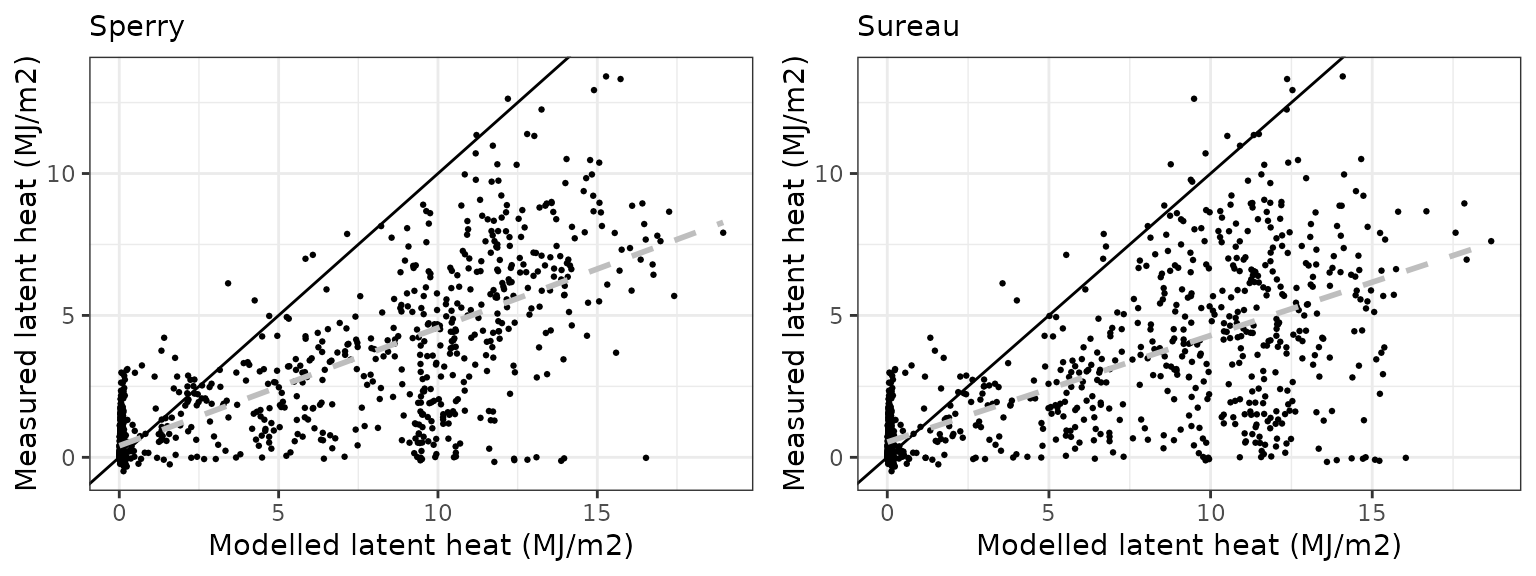 Sperry
Measured latent heat (MJ/m2)
10
5
0
0 5 10 15
Modelled latent heat (MJ/m2)
Sureau
Measured latent heat (MJ/m2)
10
5
0
0 5 10 15
Modelled latent heat (MJ/m2)